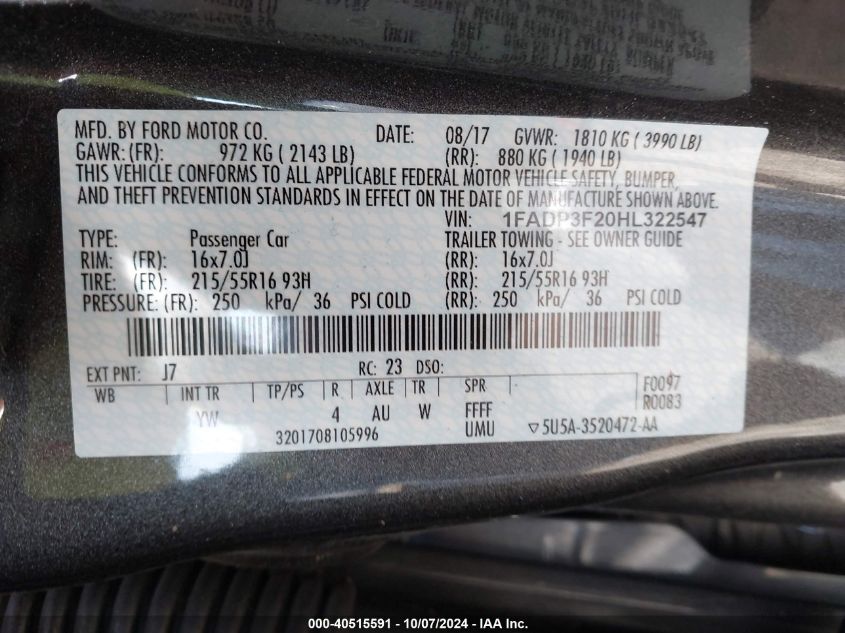 MFD. BY FORD MOTOR CO. DATE: 08/17 GVWR: 1810 KG ( 3990 LB)
GAWR: (FR): 972 KG ( 2143 LB) (RR): 880 KG ( 1940 LB)
THIS VEHICLE CONFORMS TO ALL APPLICABLE FEDERAL MOTOR VEHICLE SAFETY, BUMPER,
AND THEFT PREVENTION STANDARDS IN EFFECT ON THE DATE OF MANUFACTURE SHOWN ABOVE.
VIN: 1FADP3F20HL322547
TYPE: Passenger Car TRAILER TOWING - SEE OWNER GUIDE
RIM: (FR): 16x7.0J (RR): 16x7.0J
TIRE: (FR): 215/55R16 93H (RR): 215/55R16 93H
PRESSURE: (FR): 250 kPa/ 36 PSI COLD (RR): 250 kPa/ 36 PSI COLD
EXT PNT: J7 RC: 23 DSO:
WB INT TR TP/PS R AXLE TR SPR F0097
R0083
YW 4 AU W FFFF
3201708105996 UMU ▽5U5A-3520472-AA
000-40515591 - 10/07/2024 - IAA Inc.